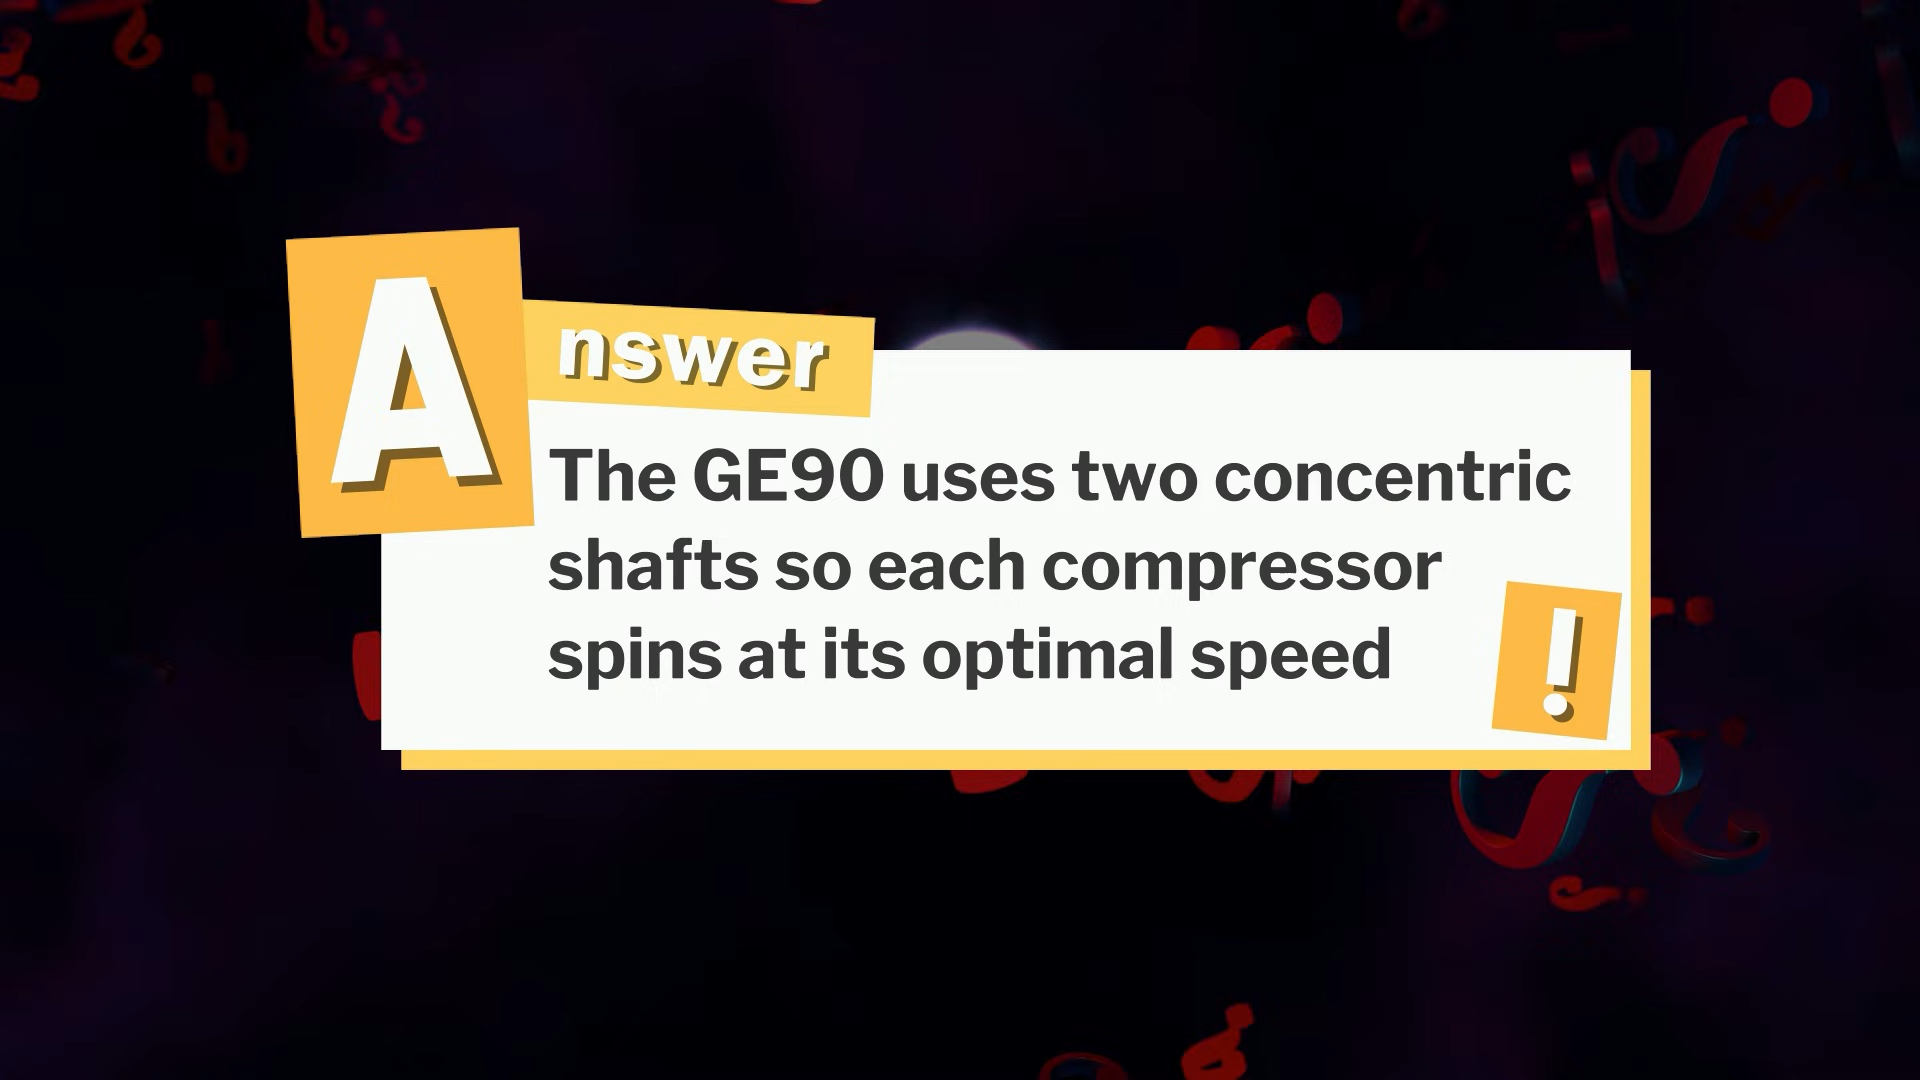 Answer
The GE90 uses two concentric
shafts so each compressor
spins at its optimal speed
!